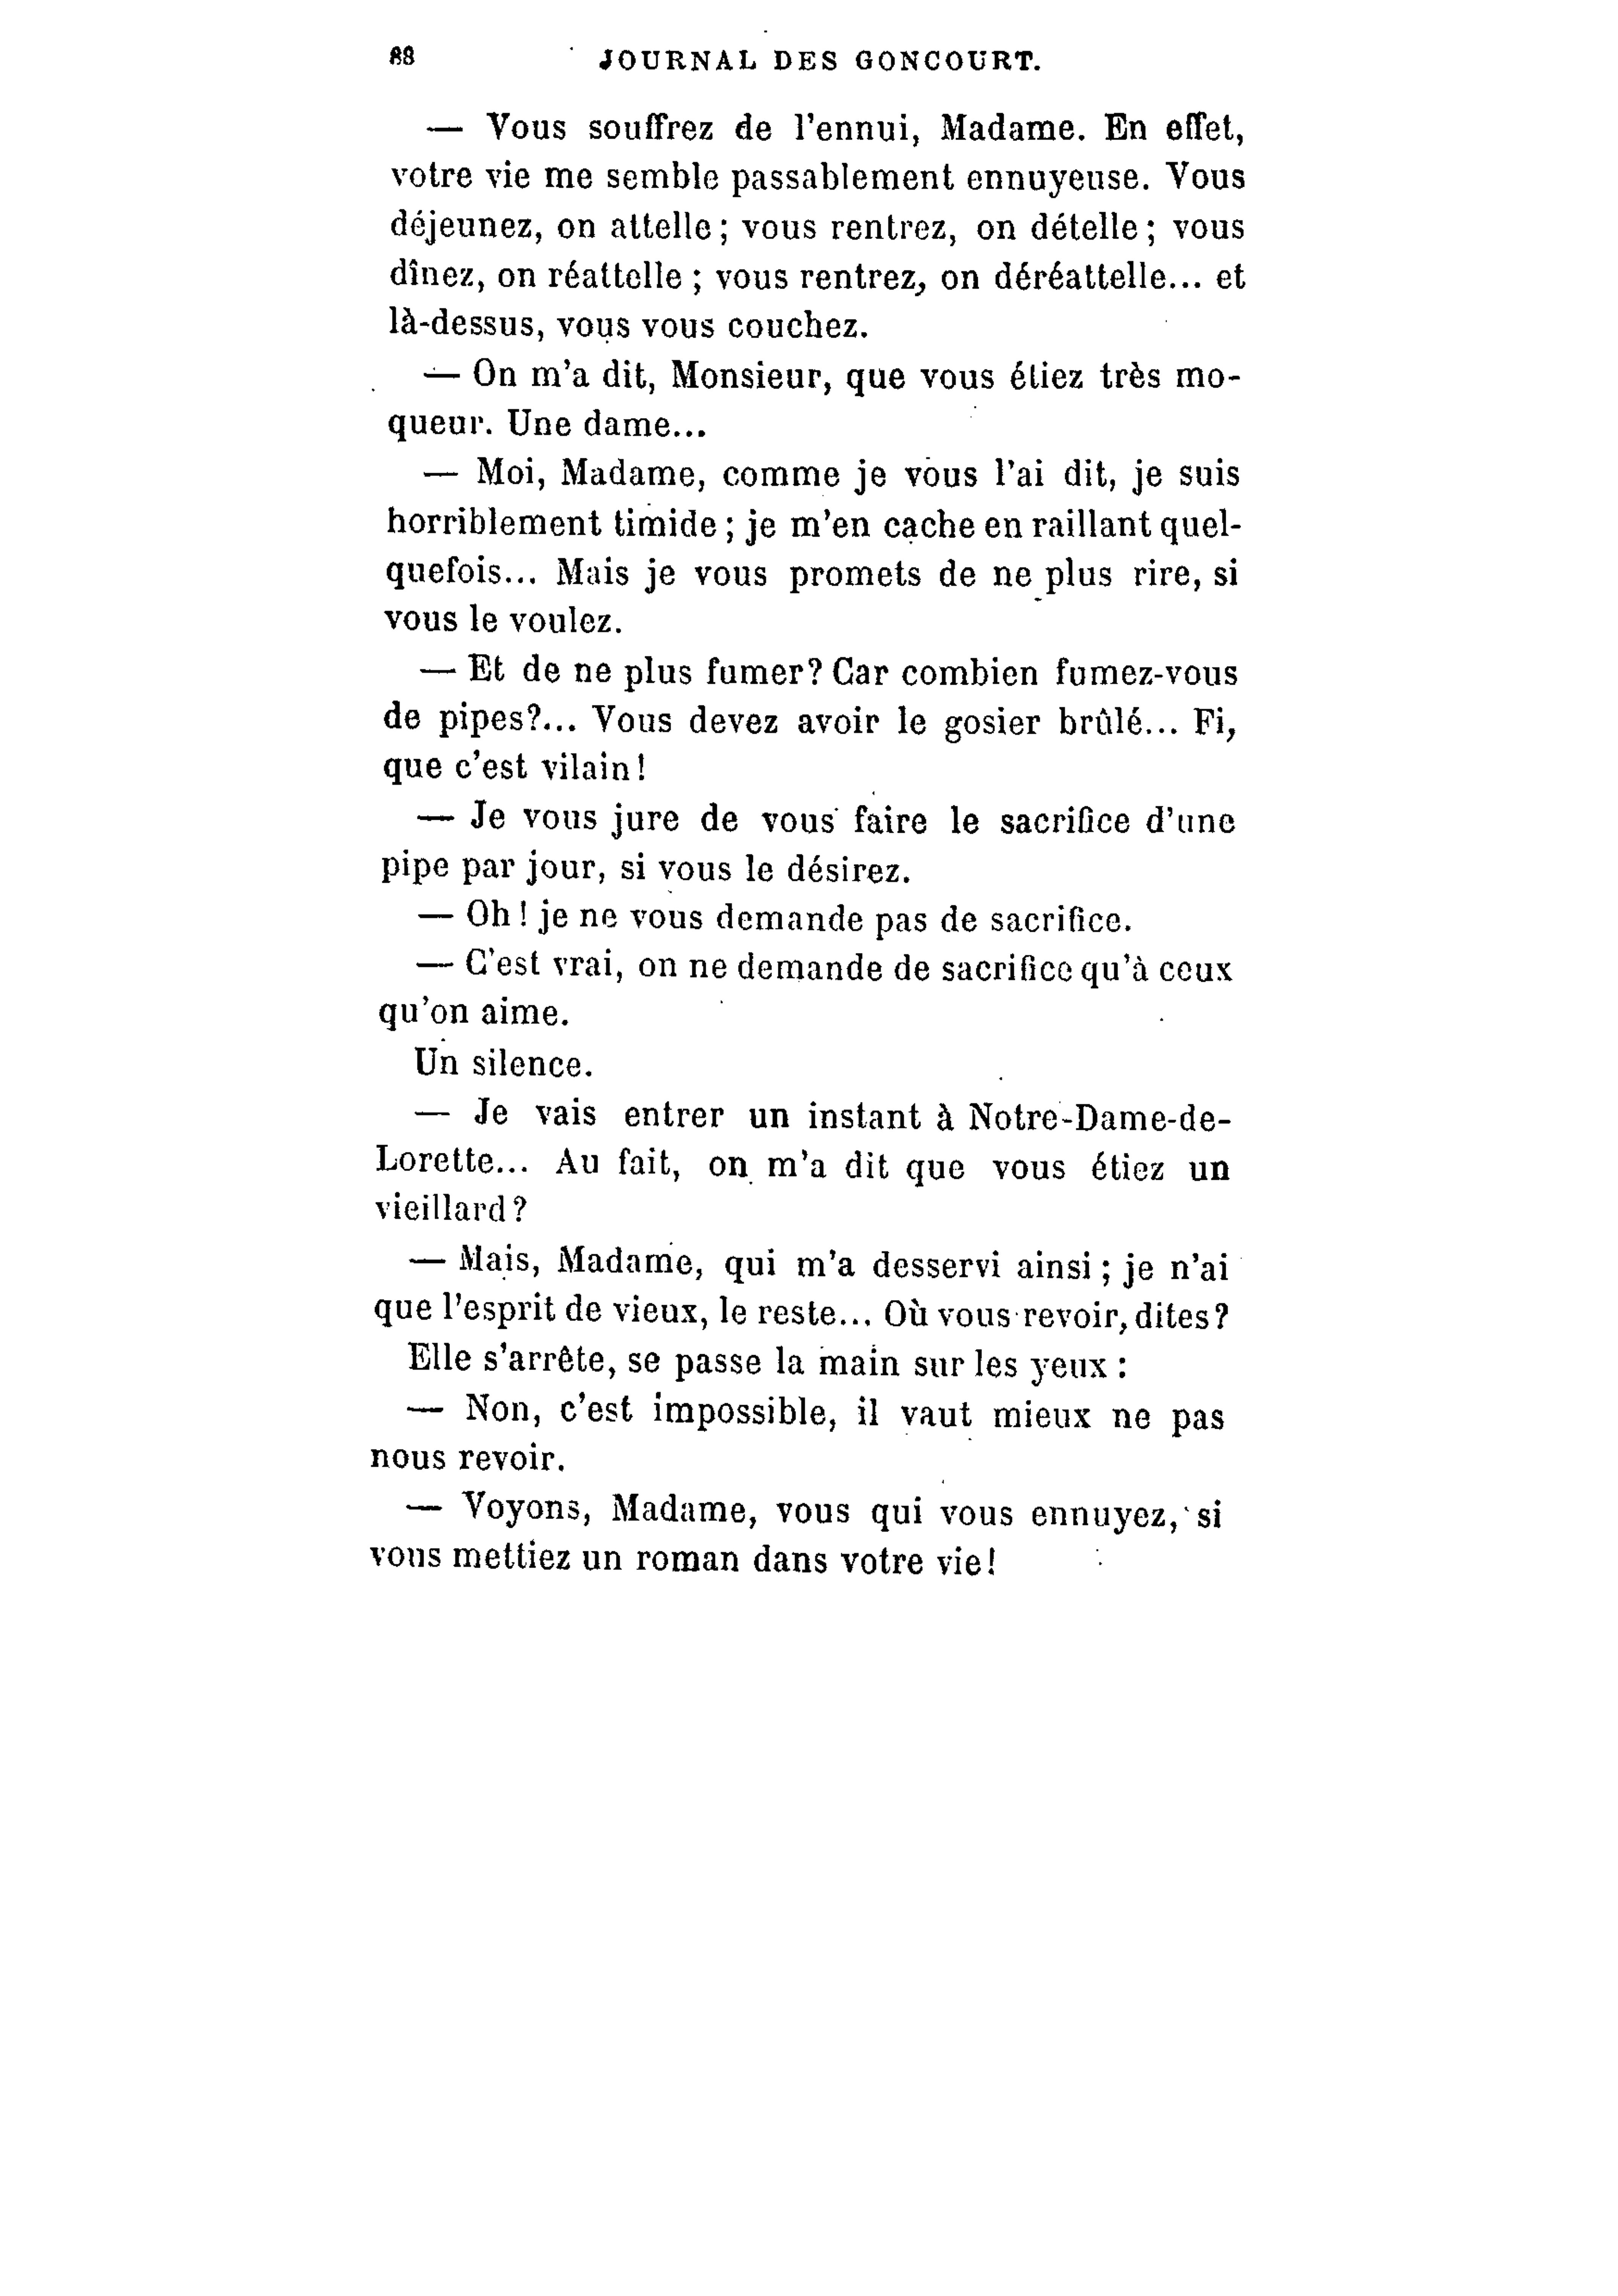 88 JOURNAL DES GONCOURT.
— Vous souffrez de l'ennui, Madame. En effet,
votre vie me semble passablement ennuyeuse. Vous
déjeunez, on attelle ; vous rentrez, on dételle ; vous
dînez, on réattelle ; vous rentrez, on déréattelle... et
là-dessus, vous vous couchez.
— On m'a dit, Monsieur, que vous étiez très mo-
queur. Une dame...
— Moi, Madame, comme je vous l'ai dit, je suis
horriblement timide ; je m'en cache en raillant quel-
quefois... Mais je vous promets de ne plus rire, si
vous le voulez.
— Et de ne plus fumer? Car combien fumez-vous
de pipes?... Vous devez avoir le gosier brûlé... Fi,
que c'est vilain!
— Je vous jure de vous faire le sacrifice d'une
pipe par jour, si vous le désirez.
— Oh ! je ne vous demande pas de sacrifice.
— C'est vrai, on ne demande de sacrifice qu'à ceux
qu'on aime.
Un silence.
— Je vais entrer un instant à Notre-Dame-de-
Lorette... Au fait, on m'a dit que vous étiez un
vieillard?
— Mais, Madame, qui m'a desservi ainsi ; je n'ai
que l'esprit de vieux, le reste... Où vous revoir, dites?
Elle s'arrête, se passe la main sur les yeux :
— Non, c'est impossible, il vaut mieux ne pas
nous revoir.
— Voyons, Madame, vous qui vous ennuyez, si
vous mettiez un roman dans votre vie!